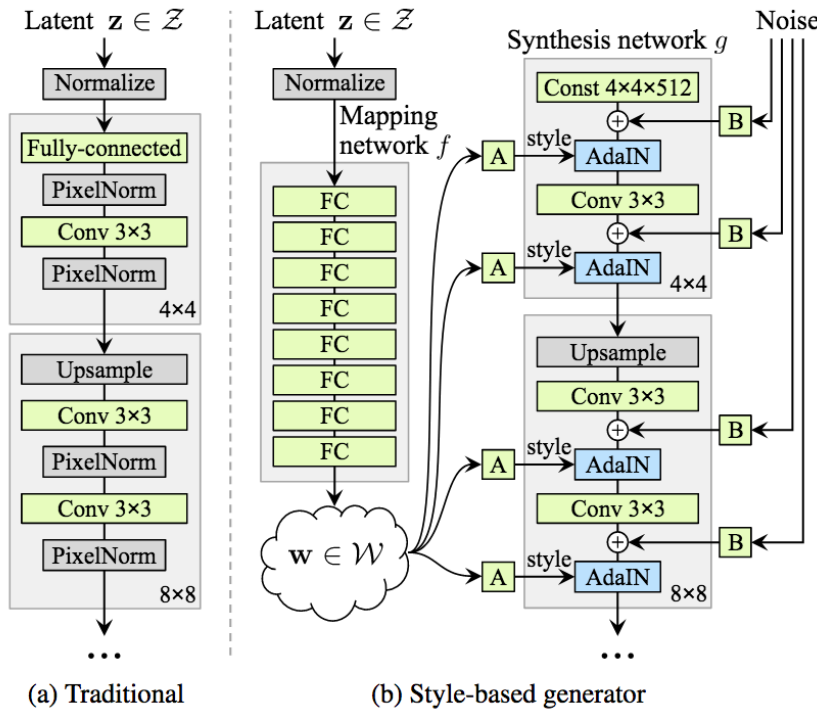 Latent z ∈ Z
Normalize
Fully-connected
PixelNorm
Conv 3×3
PixelNorm
4×4
Upsample
Conv 3×3
PixelNorm
Conv 3×3
PixelNorm
8×8
...
(a) Traditional
Latent z ∈ Z
Normalize
Mapping
network f
FC
FC
FC
FC
FC
FC
FC
FC
w ∈ W
A
style
A
style
A
style
A
style
Synthesis network g
Const 4×4×512
AdaIN
Conv 3×3
AdaIN
4×4
Upsample
Conv 3×3
AdaIN
Conv 3×3
AdaIN
8×8
...
Noise
B
B
B
B
(b) Style-based generator